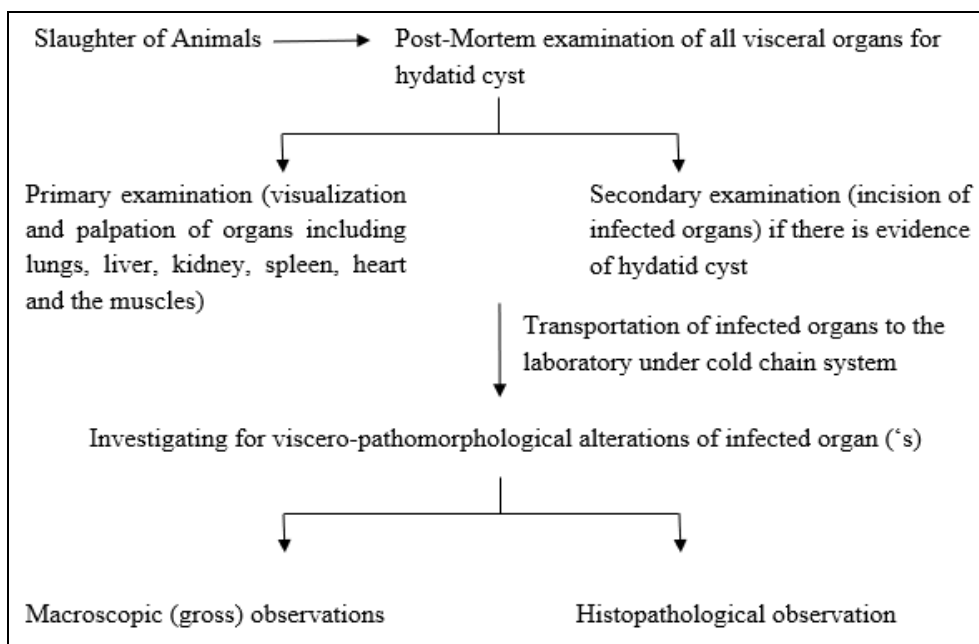 Slaughter of Animals
Post-Mortem examination of all visceral organs for
hydatid cyst
Primary examination (visualization
and palpation of organs including
lungs, liver, kidney, spleen, heart
and the muscles)
Secondary examination (incision of
infected organs) if there is evidence
of hydatid cyst
Transportation of infected organs to the
laboratory under cold chain system
Investigating for viscero-pathomorphological alterations of infected organ (‘s)
Macroscopic (gross) observations
Histopathological observation